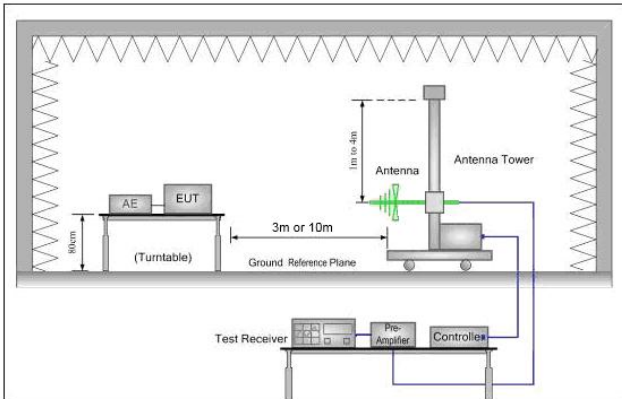 1m to 4m
Antenna
Antenna Tower
AE
EUT
80cm
(Turntable)
3m or 10m
Ground Reference Plane
Test Receiver
Pre-
Amplifier
Controller